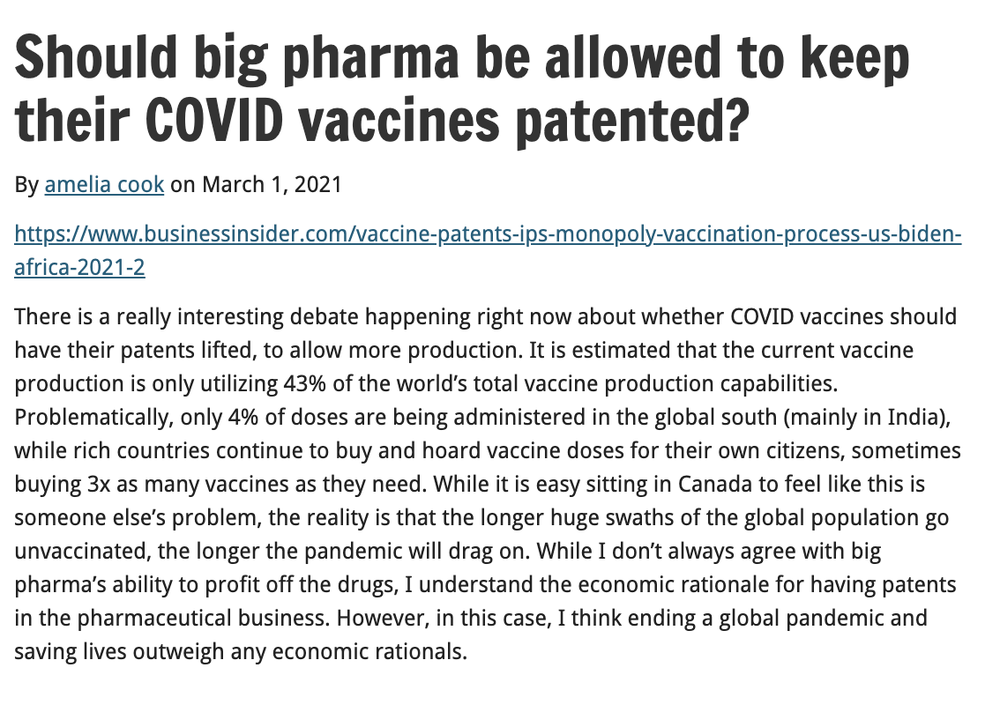 Should big pharma be allowed to keep
their COVID vaccines patented?
By amelia cook on March 1, 2021
https://www.businessinsider.com/vaccine-patents-ips-monopoly-vaccination-process-us-biden-
africa-2021-2
There is a really interesting debate happening right now about whether COVID vaccines should
have their patents lifted, to allow more production. It is estimated that the current vaccine
production is only utilizing 43% of the world’s total vaccine production capabilities.
Problematically, only 4% of doses are being administered in the global south (mainly in India),
while rich countries continue to buy and hoard vaccine doses for their own citizens, sometimes
buying 3x as many vaccines as they need. While it is easy sitting in Canada to feel like this is
someone else’s problem, the reality is that the longer huge swaths of the global population go
unvaccinated, the longer the pandemic will drag on. While I don’t always agree with big
pharma’s ability to profit off the drugs, I understand the economic rationale for having patents
in the pharmaceutical business. However, in this case, I think ending a global pandemic and
saving lives outweigh any economic rationals.